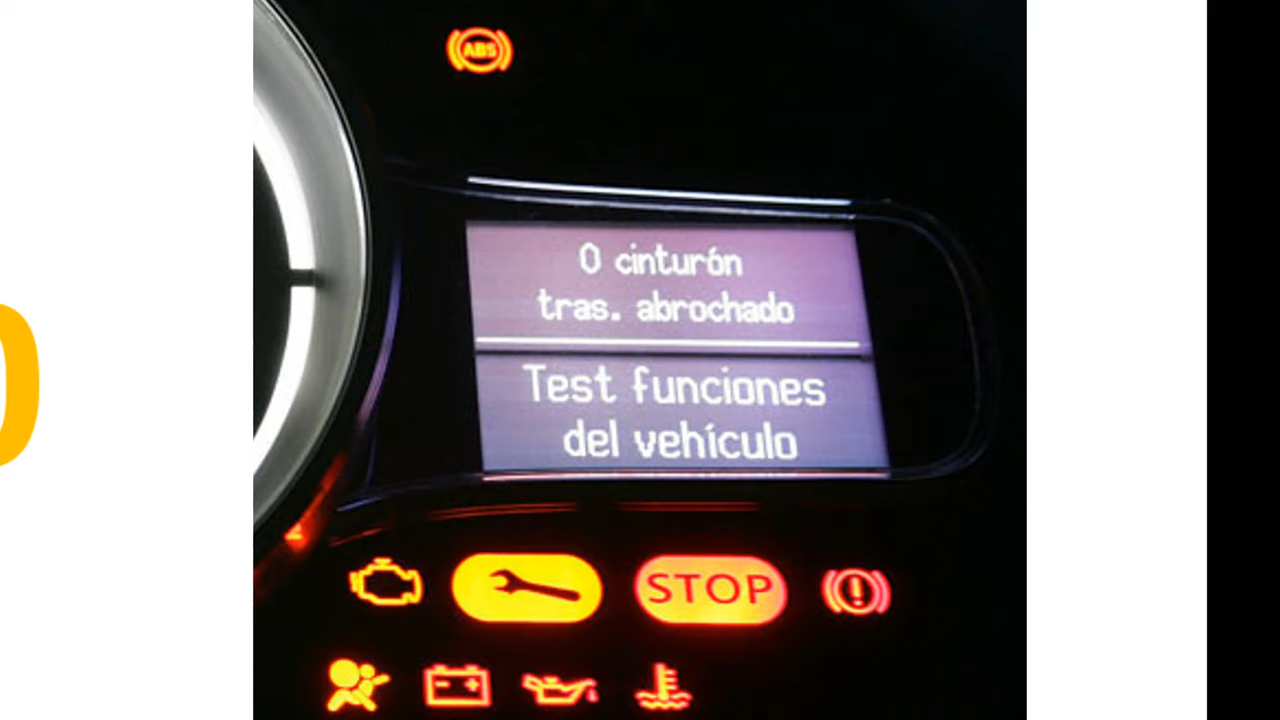 ABS
0 cinturón
tras. abrochado
Test funciones
del vehículo
STOP